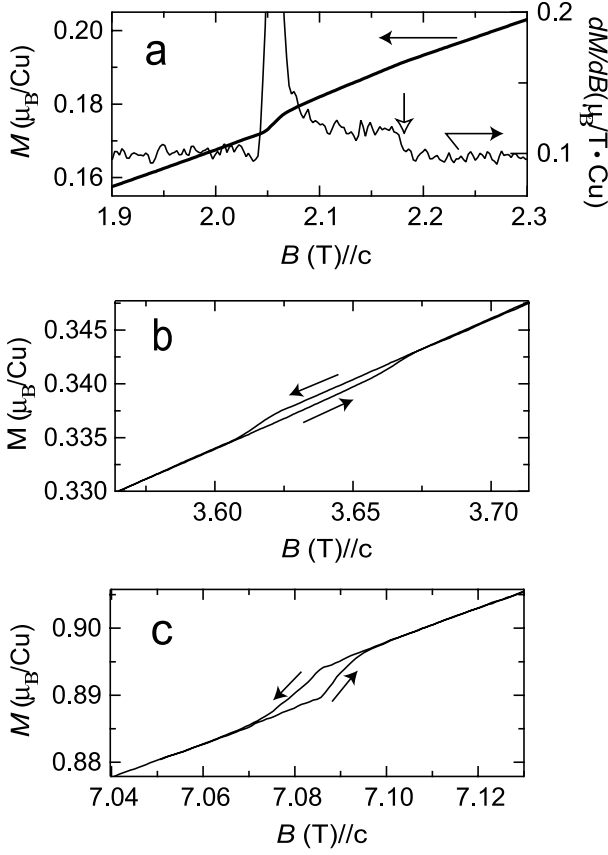 a
0.20
0.18
0.16
M (μB/Cu)
0.2
0.1
dM/dB(μB/T•Cu)
1.9 2.0 2.1 2.2 2.3
B (T)//c
b
0.345
0.340
0.335
0.330
M (μB/Cu)
3.60 3.65 3.70
B (T)//c
c
0.90
0.89
0.88
M (μB/Cu)
7.04 7.06 7.08 7.10 7.12
B (T)//c